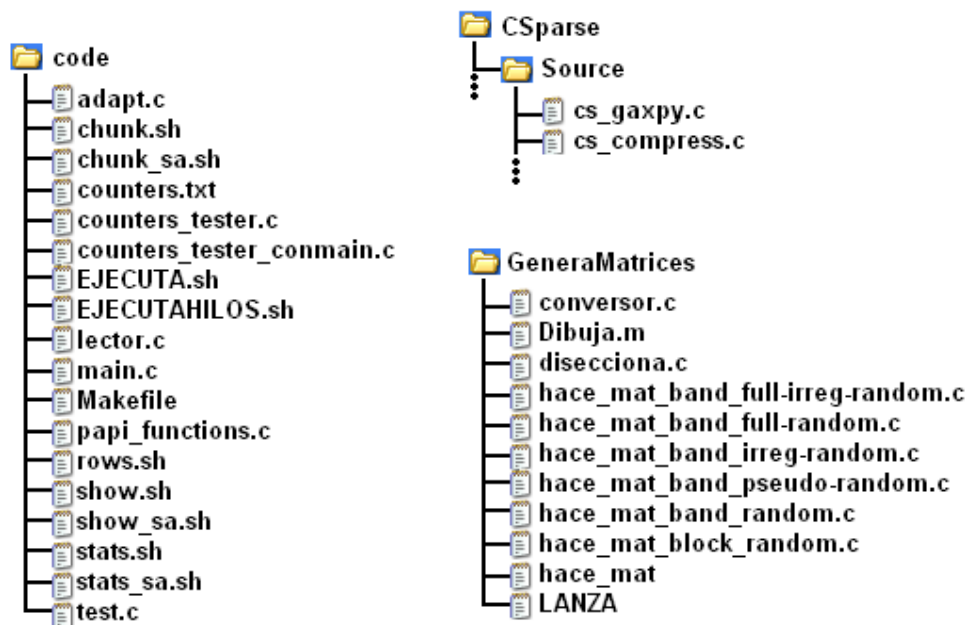 code
adapt.c
chunk.sh
chunk_sa.sh
counters.txt
counters_tester.c
counters_tester_conmain.c
EJECUTA.sh
EJECUTAHILOS.sh
lector.c
main.c
Makefile
papi_functions.c
rows.sh
show.sh
show_sa.sh
stats.sh
stats_sa.sh
test.c
CSparse
Source
cs_gaxpy.c
cs_compress.c
GeneraMatrices
conversor.c
Dibuja.m
disecciona.c
hace_mat_band_full-irreg-random.c
hace_mat_band_full-random.c
hace_mat_band_irreg-random.c
hace_mat_band_pseudo-random.c
hace_mat_band_random.c
hace_mat_block_random.c
hace_mat
LANZA